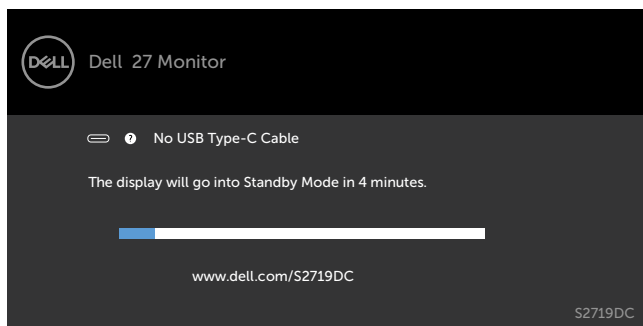 DELL
Dell 27 Monitor
? No USB Type-C Cable
The display will go into Standby Mode in 4 minutes.
www.dell.com/S2719DC
S2719DC